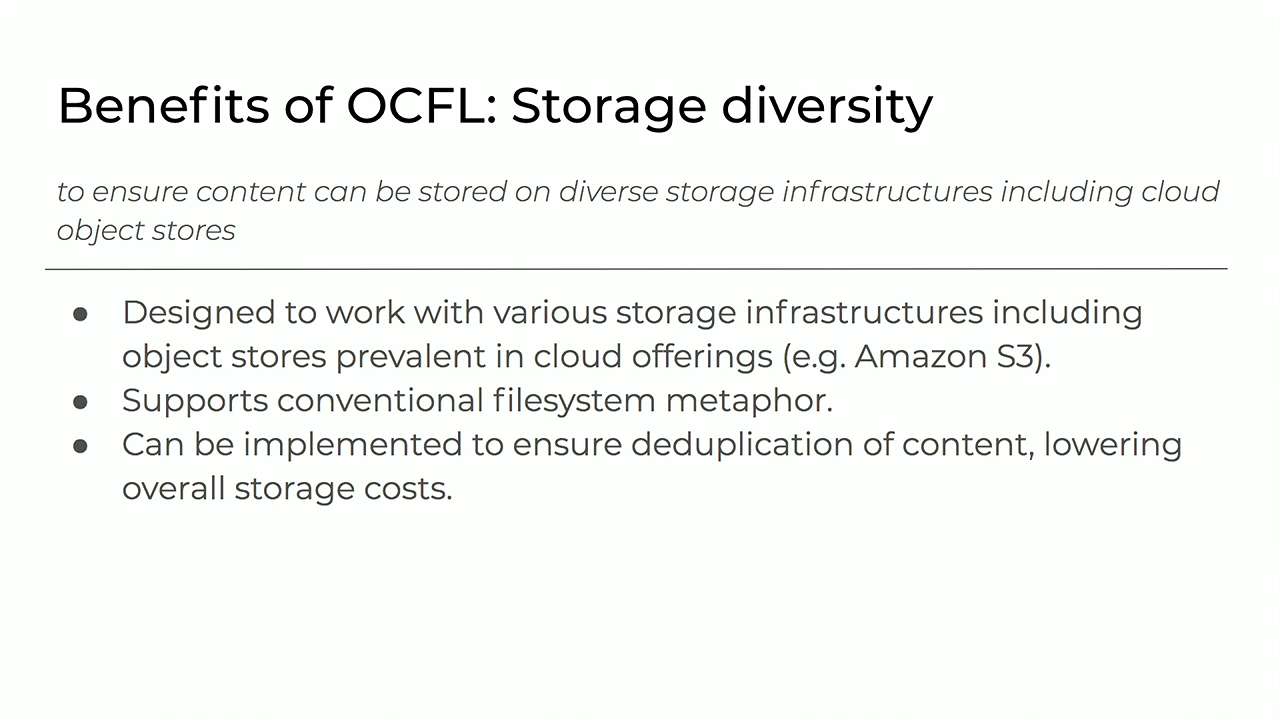 Benefits of OCFL: Storage diversity
to ensure content can be stored on diverse storage infrastructures including cloud
object stores
● Designed to work with various storage infrastructures including
object stores prevalent in cloud offerings (e.g. Amazon S3).
● Supports conventional filesystem metaphor.
● Can be implemented to ensure deduplication of content, lowering
overall storage costs.